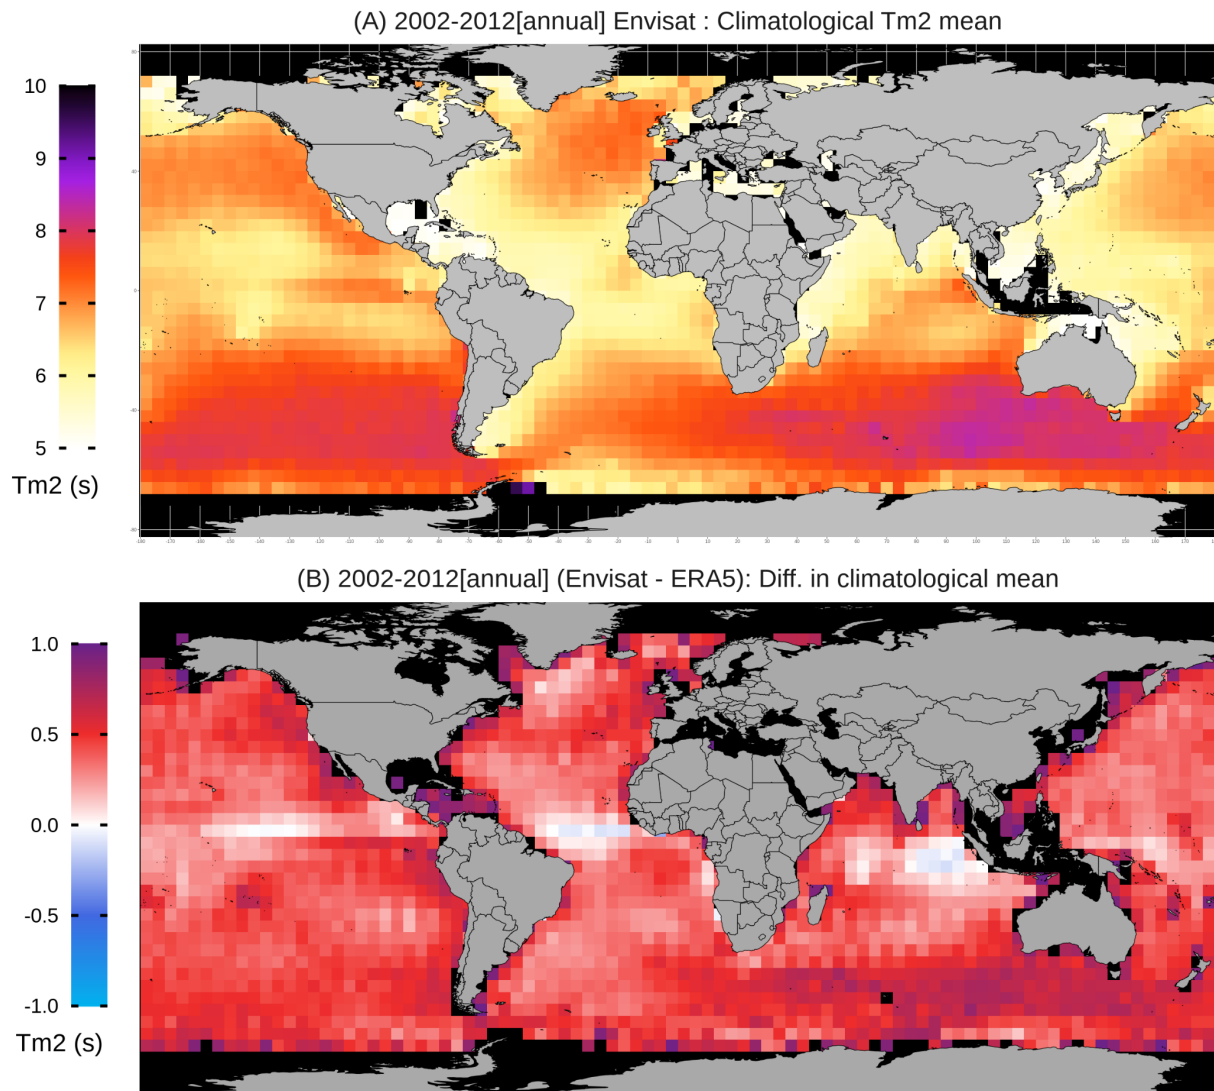 (A) 2002-2012[annual] Envisat : Climatological Tm2 mean
10
9
8
7
6
5
Tm2 (s)
(B) 2002-2012[annual] (Envisat - ERA5): Diff. in climatological mean
1.0
0.5
0.0
-0.5
-1.0
Tm2 (s)